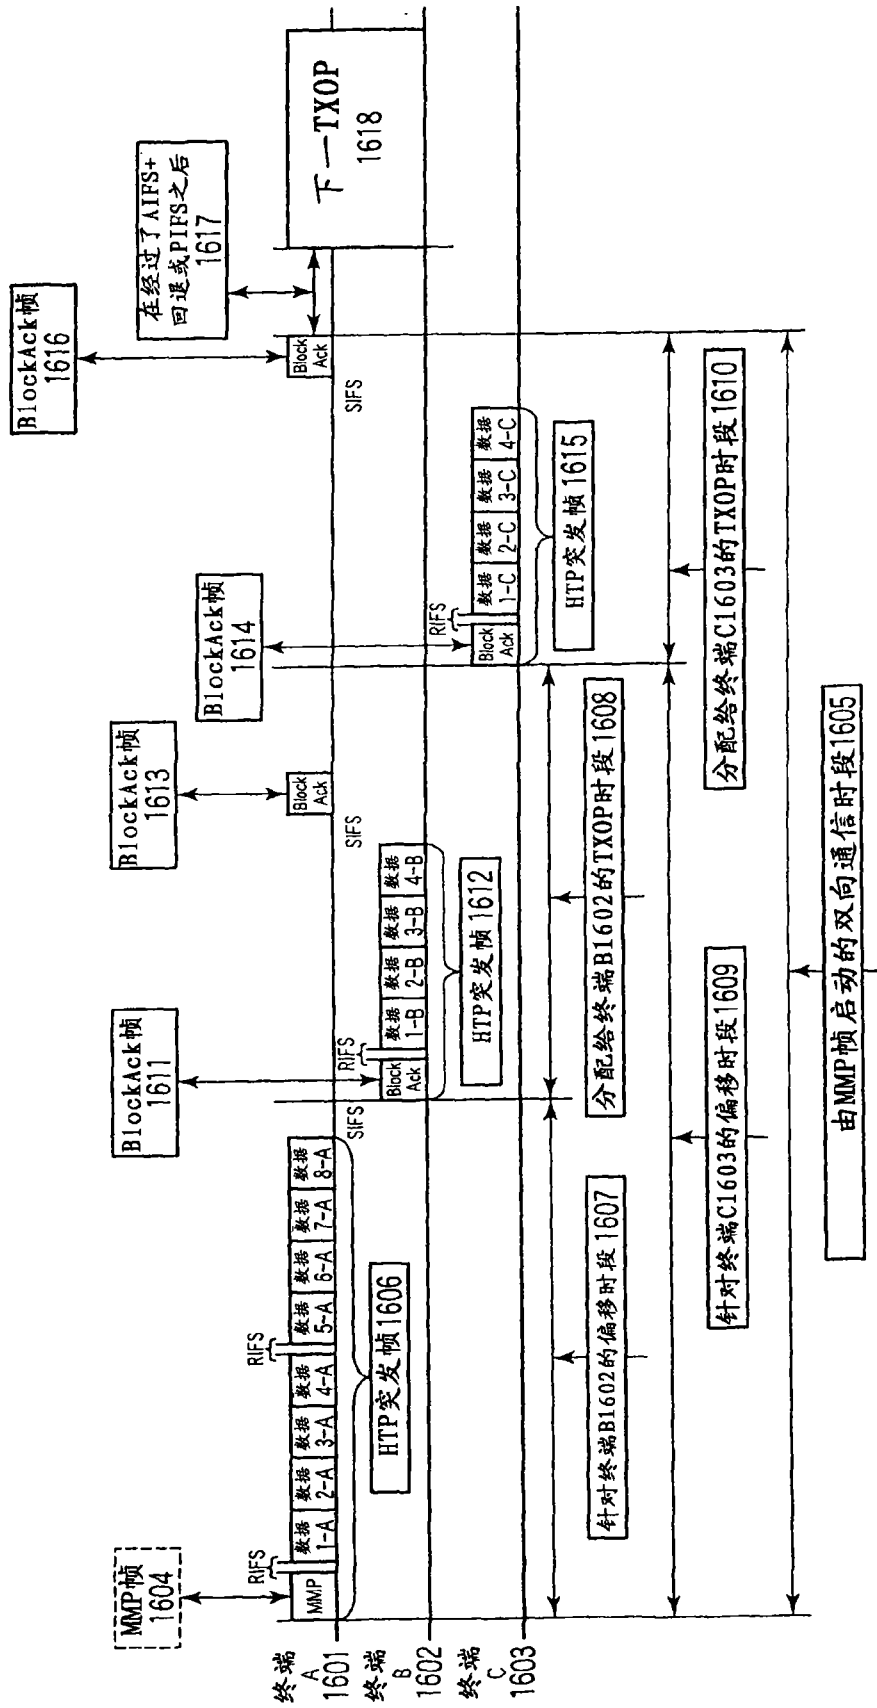 BlockAck帧
1616
在经过了AIFS+
回退或PIFS之后
1617
BlockAck帧
1611
BlockAck帧
1613
BlockAck帧
1614
MMP帧
1604
终端
A
1601
MMP
RIFS
数据
1-A
数据
2-A
数据
3-A
数据
4-A
RIFS
数据
5-A
数据
6-A
数据
7-A
数据
8-A
SIFS
Block
Ack
SIFS
Block
Ack
SIFS
下一TXOP
1618
HTP突发帧1606
终端
B
1602
Block
Ack
RIFS
数据
1-B
数据
2-B
数据
3-B
数据
4-B
HTP突发帧1612
终端
C
1603
Block
Ack
RIFS
数据
1-C
数据
2-C
数据
3-C
数据
4-C
HTP突发帧1615
针对终端B1602的偏移时段1607
分配给终端B1602的TXOP时段1608
针对终端C1603的偏移时段1609
分配给终端C1603的TXOP时段1610
由MMP帧启动的双向通信时段1605